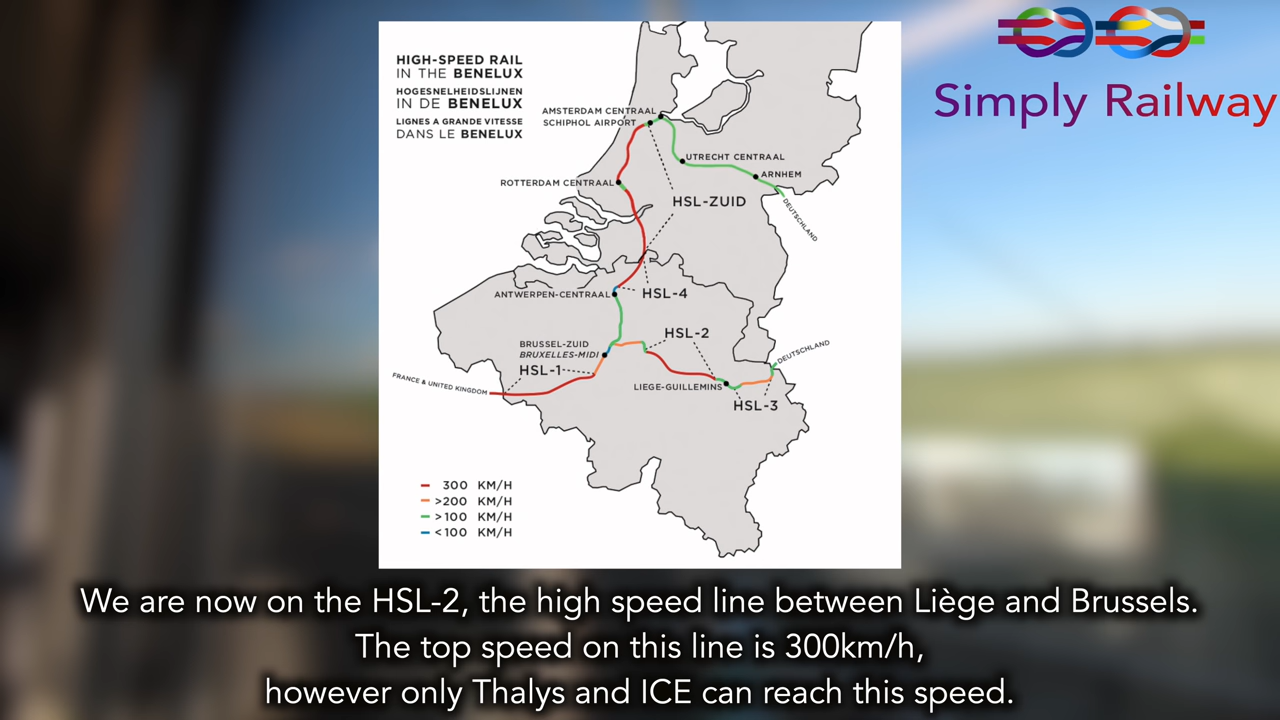 Simply Railway
HIGH-SPEED RAIL
IN THE BENELUX
HOGESNELHEIDSLIJNEN
IN DE BENELUX
LIGNES A GRANDE VITESSE
DANS LE BENELUX
AMSTERDAM CENTRAAL
SCHIPHOL AIRPORT
UTRECHT CENTRAAL
ARNHEM
ROTTERDAM CENTRAAL
HSL-ZUID
DEUTSCHLAND
ANTWERPEN-CENTRAAL
HSL-4
HSL-2
BRUSSEL-ZUID
BRUXELLES-MIDI
DEUTSCHLAND
HSL-1
FRANCE & UNITED KINGDOM
LIEGE-GUILLEMINS
HSL-3
300 KM/H
>200 KM/H
>100 KM/H
<100 KM/H
We are now on the HSL-2, the high speed line between Liège and Brussels.
The top speed on this line is 300km/h,
however only Thalys and ICE can reach this speed.